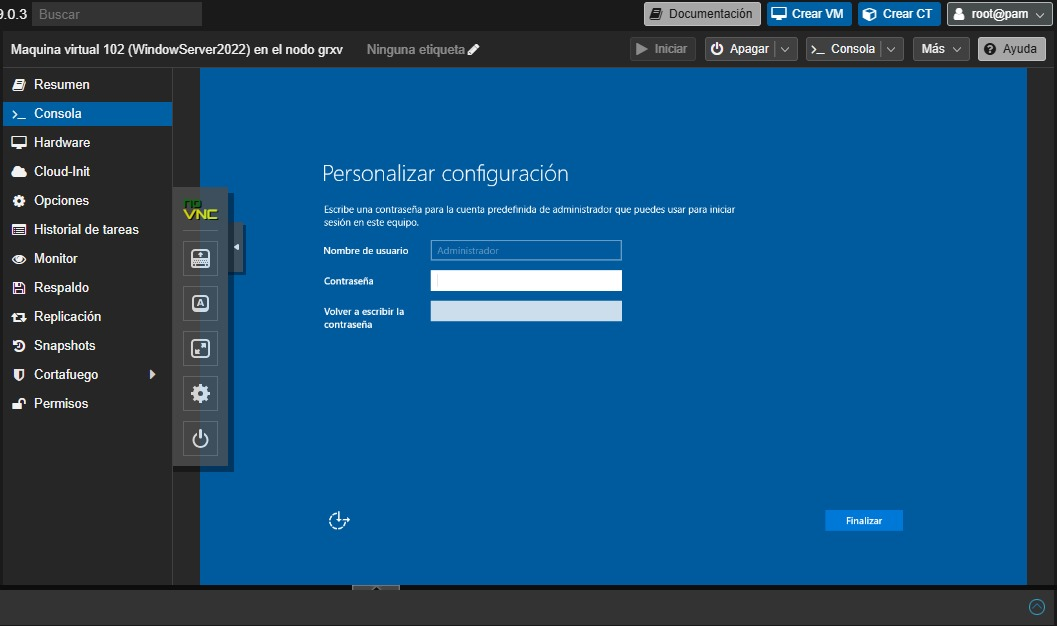 9.0.3 Buscar Documentación Crear VM Crear CT root@pam
Maquina virtual 102 (WindowServer2022) en el nodo grxv Ninguna etiqueta Iniciar Apagar Consola Más Ayuda
Resumen
Consola
Hardware
Cloud-Init
Opciones
Historial de tareas
Monitor
Respaldo
Replicación
Snapshots
Cortafuego
Permisos
no
VNC
A
Personalizar configuración
Escribe una contraseña para la cuenta predefinida de administrador que puedes usar para iniciar
sesión en este equipo.
Nombre de usuario Administrador
Contraseña
Volver a escribir la
contraseña
Finalizar